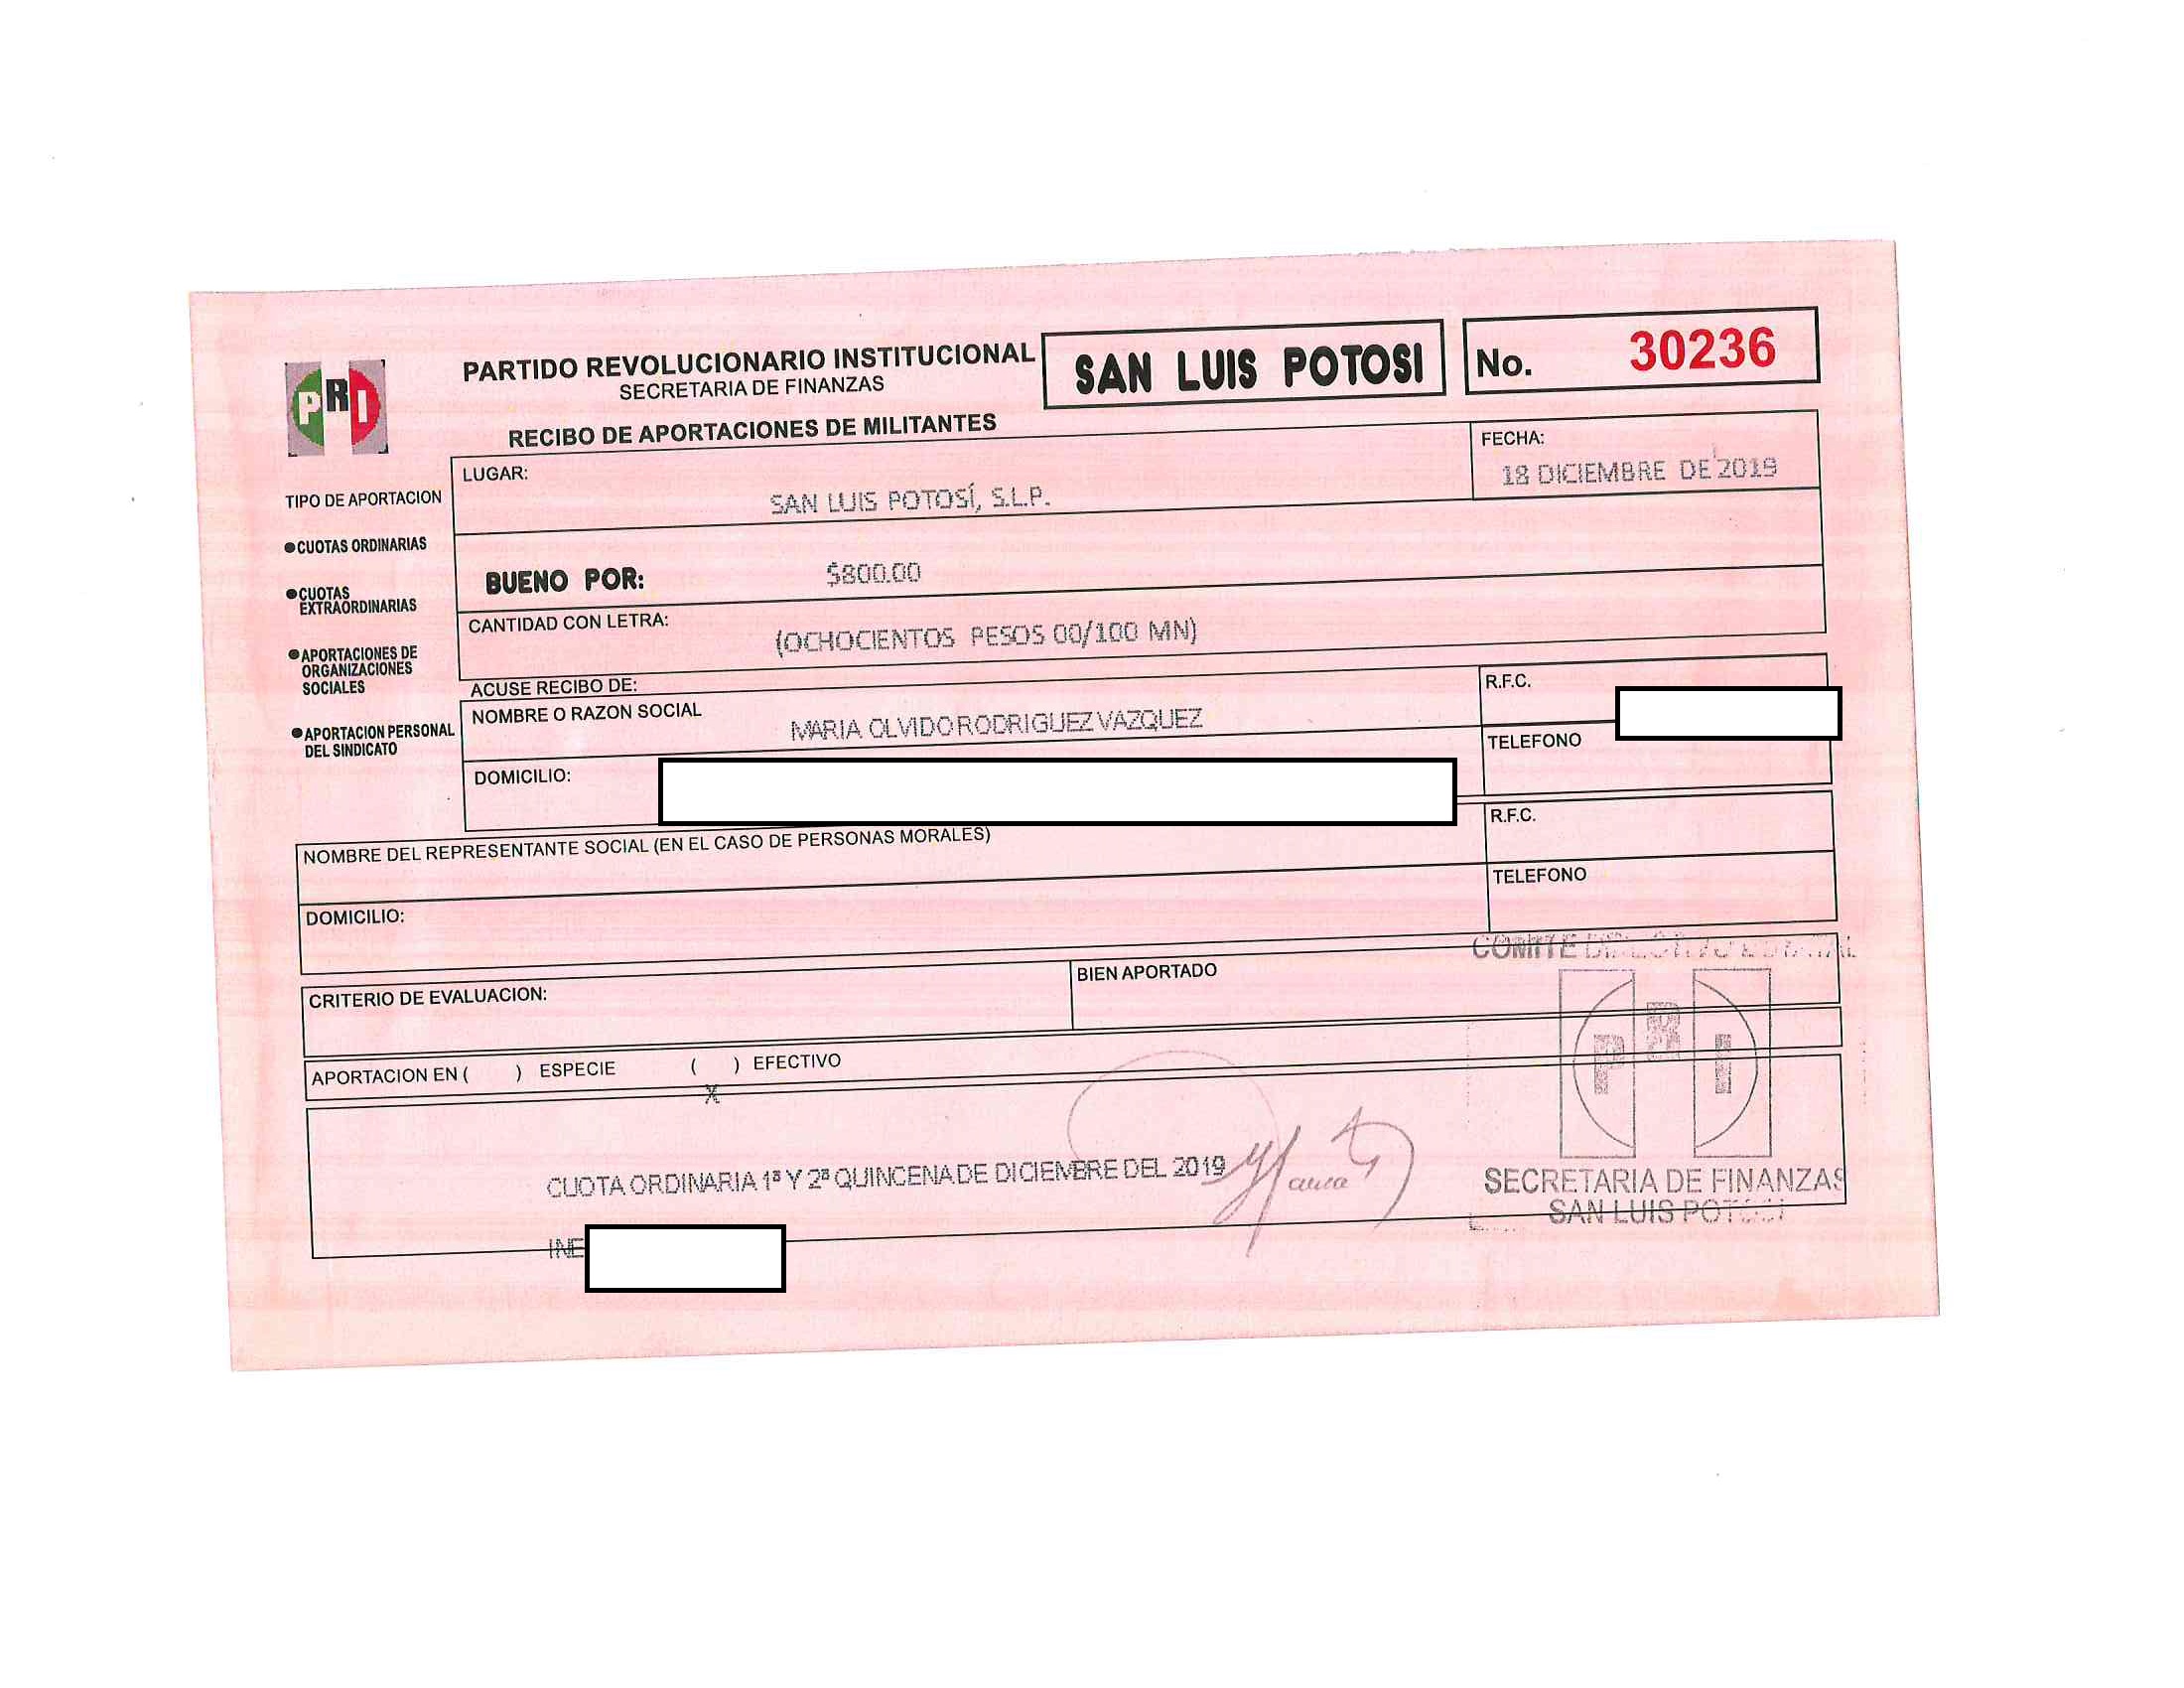 PRI
PARTIDO REVOLUCIONARIO INSTITUCIONAL
SECRETARIA DE FINANZAS
RECIBO DE APORTACIONES DE MILITANTES
SAN LUIS POTOSI
No. 30236
FECHA:
18 DICIEMBRE DE 2019
LUGAR:
SAN LUIS POTOSÍ, S.L.P.
TIPO DE APORTACION
●CUOTAS ORDINARIAS
●CUOTAS
EXTRAORDINARIAS
●APORTACIONES DE
ORGANIZACIONES
SOCIALES
●APORTACION PERSONAL
DEL SINDICATO
BUENO POR: $800.00
CANTIDAD CON LETRA:
(OCHOCIENTOS PESOS 00/100 MN)
ACUSE RECIBO DE:
NOMBRE O RAZON SOCIAL
MARIA OLVIDO RODRIGUEZ VAZQUEZ
R.F.C.
TELEFONO
DOMICILIO:
NOMBRE DEL REPRESENTANTE SOCIAL (EN EL CASO DE PERSONAS MORALES)
R.F.C.
TELEFONO
DOMICILIO:
CRITERIO DE EVALUACION:
BIEN APORTADO
APORTACION EN ( ) ESPECIE ( ) EFECTIVO
X
CUOTA ORDINARIA 1ª Y 2ª QUINCENA DE DICIEMBRE DEL 2019
INE
COMITE DIRECTIVO ESTATAL
PRI
SECRETARIA DE FINANZAS
SAN LUIS POTOSI